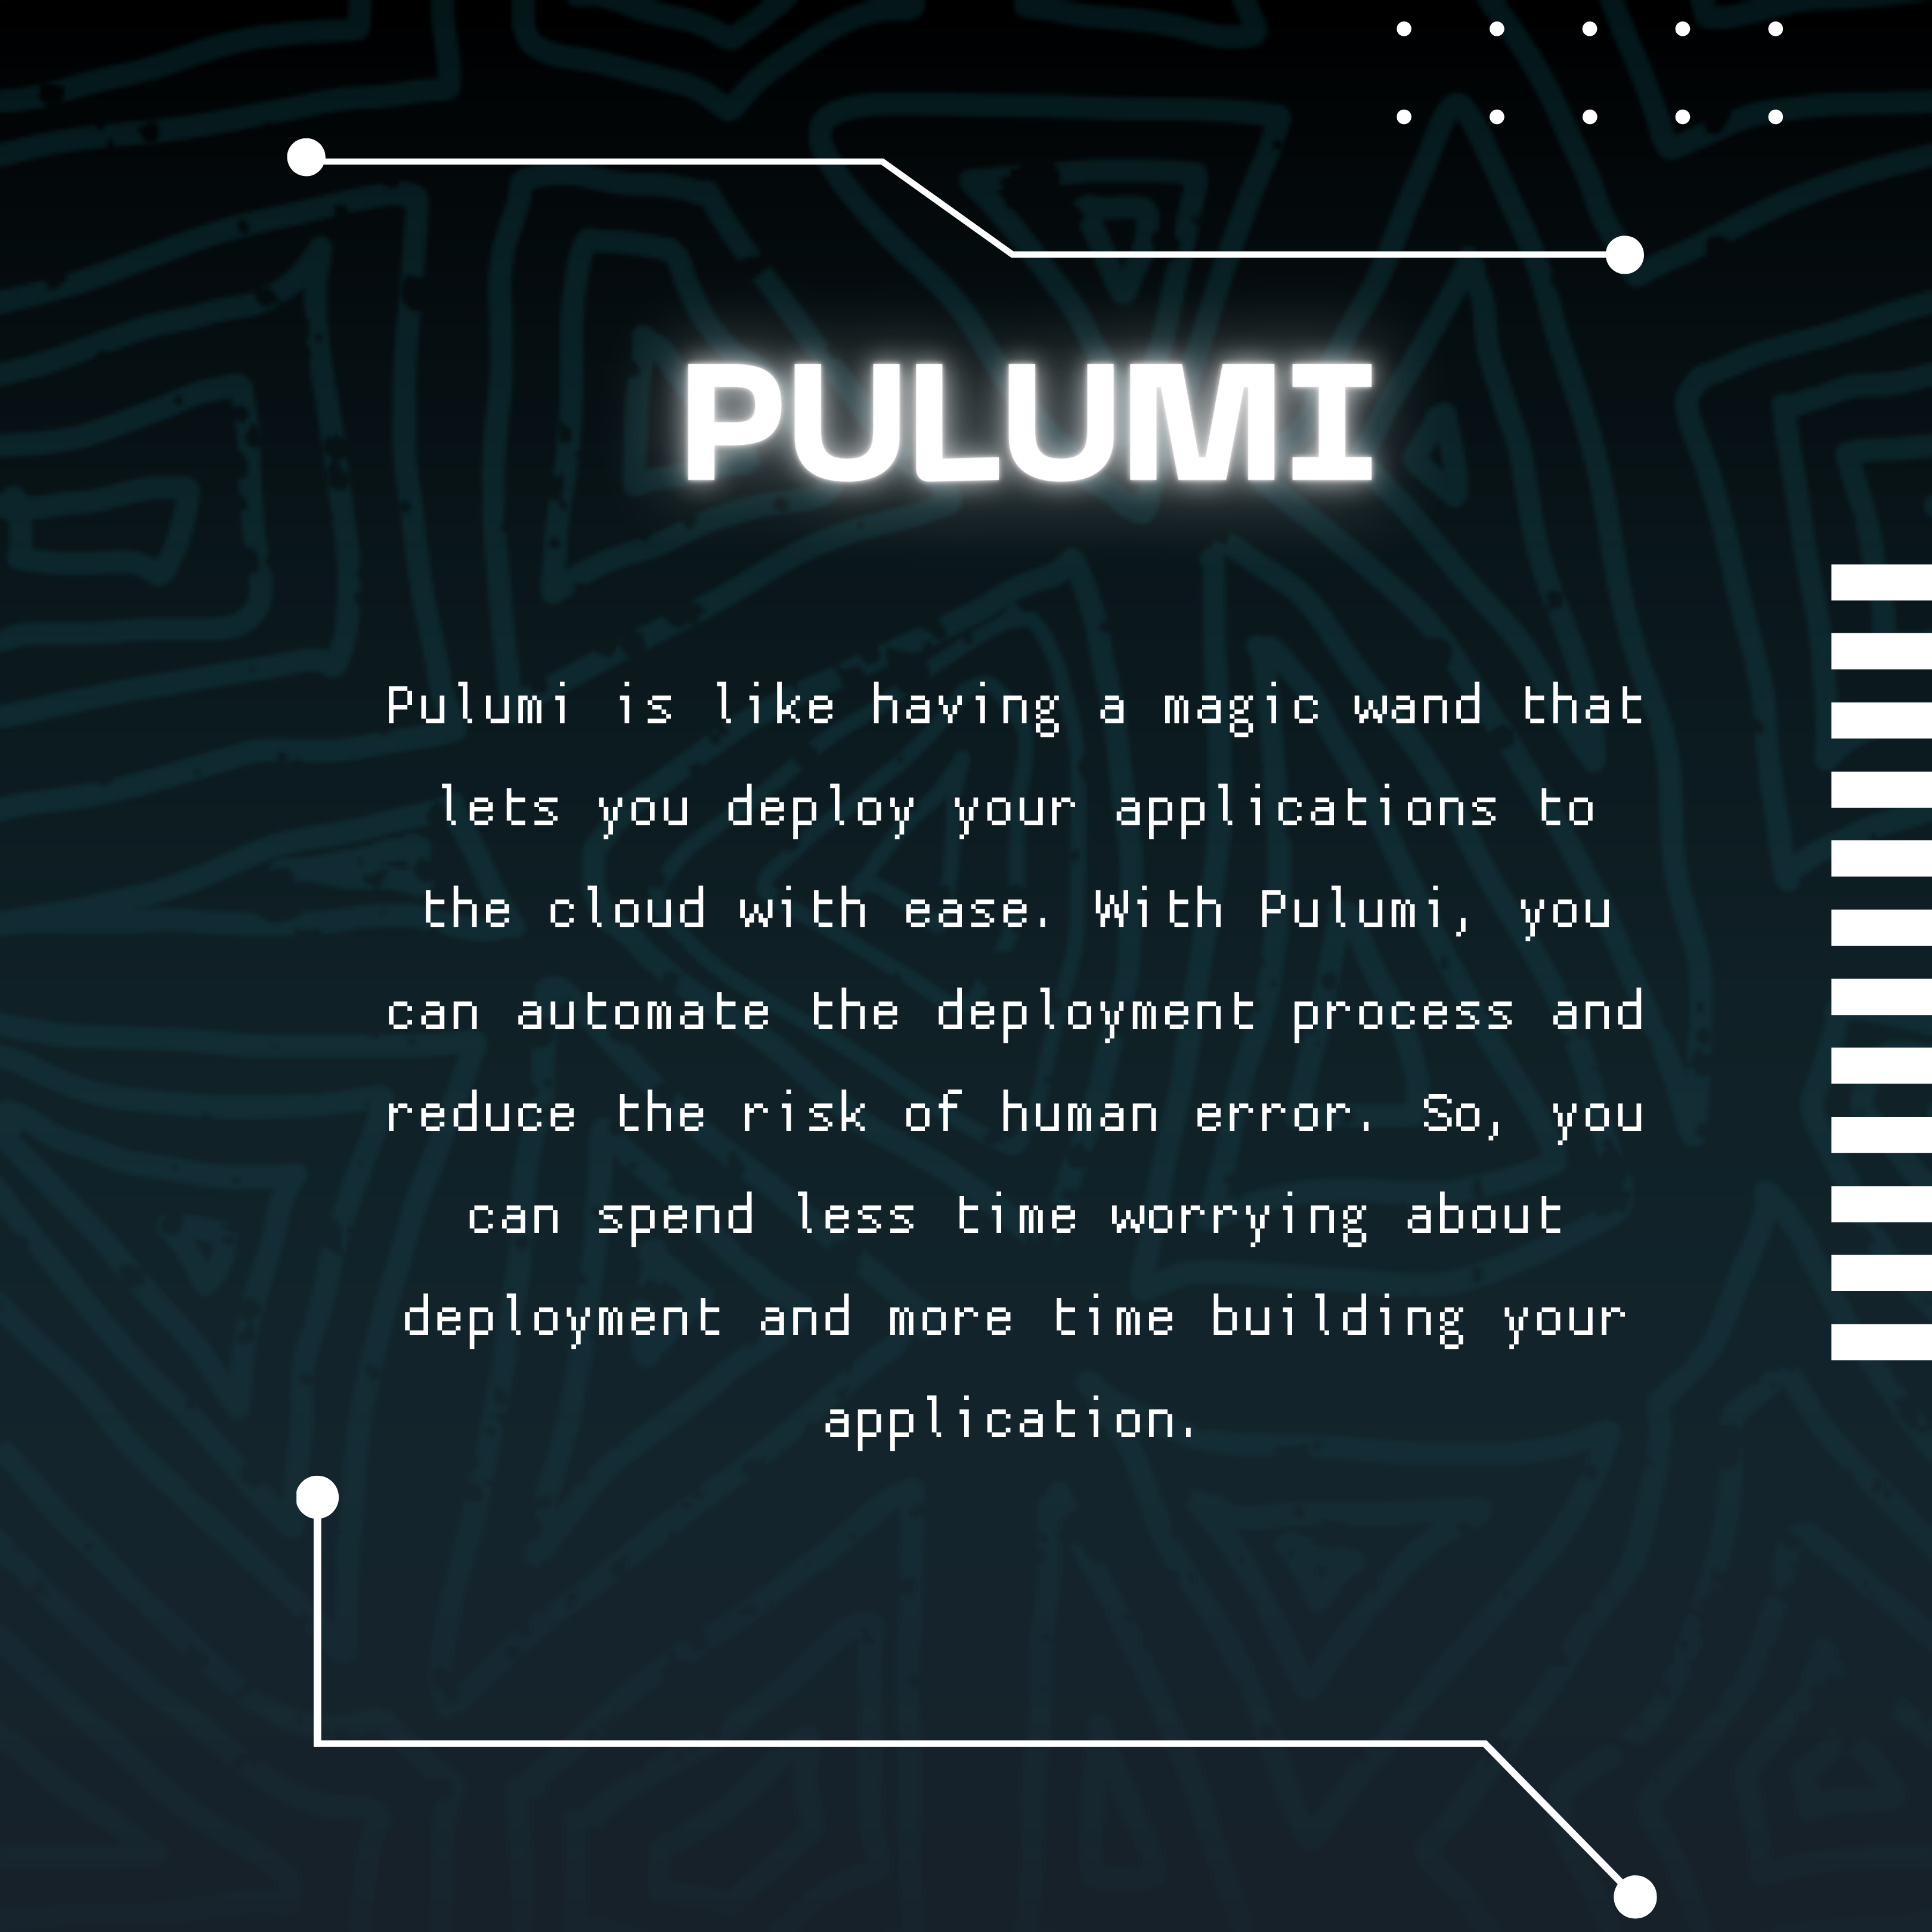 PULUMI
Pulumi is like having a magic wand that
lets you deploy your applications to
the cloud with ease. With Pulumi, you
can automate the deployment process and
reduce the risk of human error. So, you
can spend less time worrying about
deployment and more time building your
application.